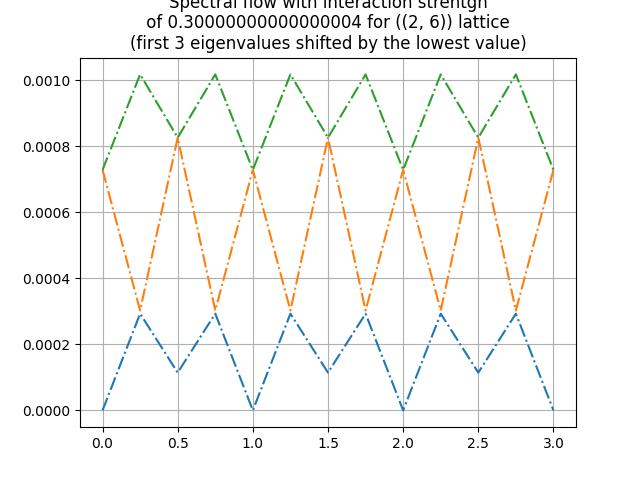 Spectral flow with interaction strentgh
of 0.30000000000000004 for ((2, 6)) lattice
(first 3 eigenvalues shifted by the lowest value)
0.0010
0.0008
0.0006
0.0004
0.0002
0.0000
0.0 0.5 1.0 1.5 2.0 2.5 3.0